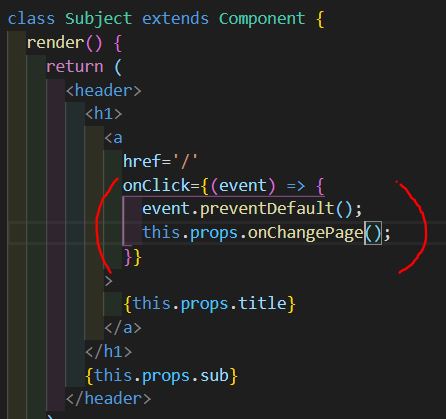 class Subject extends Component {
render() {
return (
<header>
<h1>
<a
href='/'
onClick={(event) => {
event.preventDefault();
this.props.onChangePage();
}}
>
{this.props.title}
</a>
</h1>
{this.props.sub}
</header>